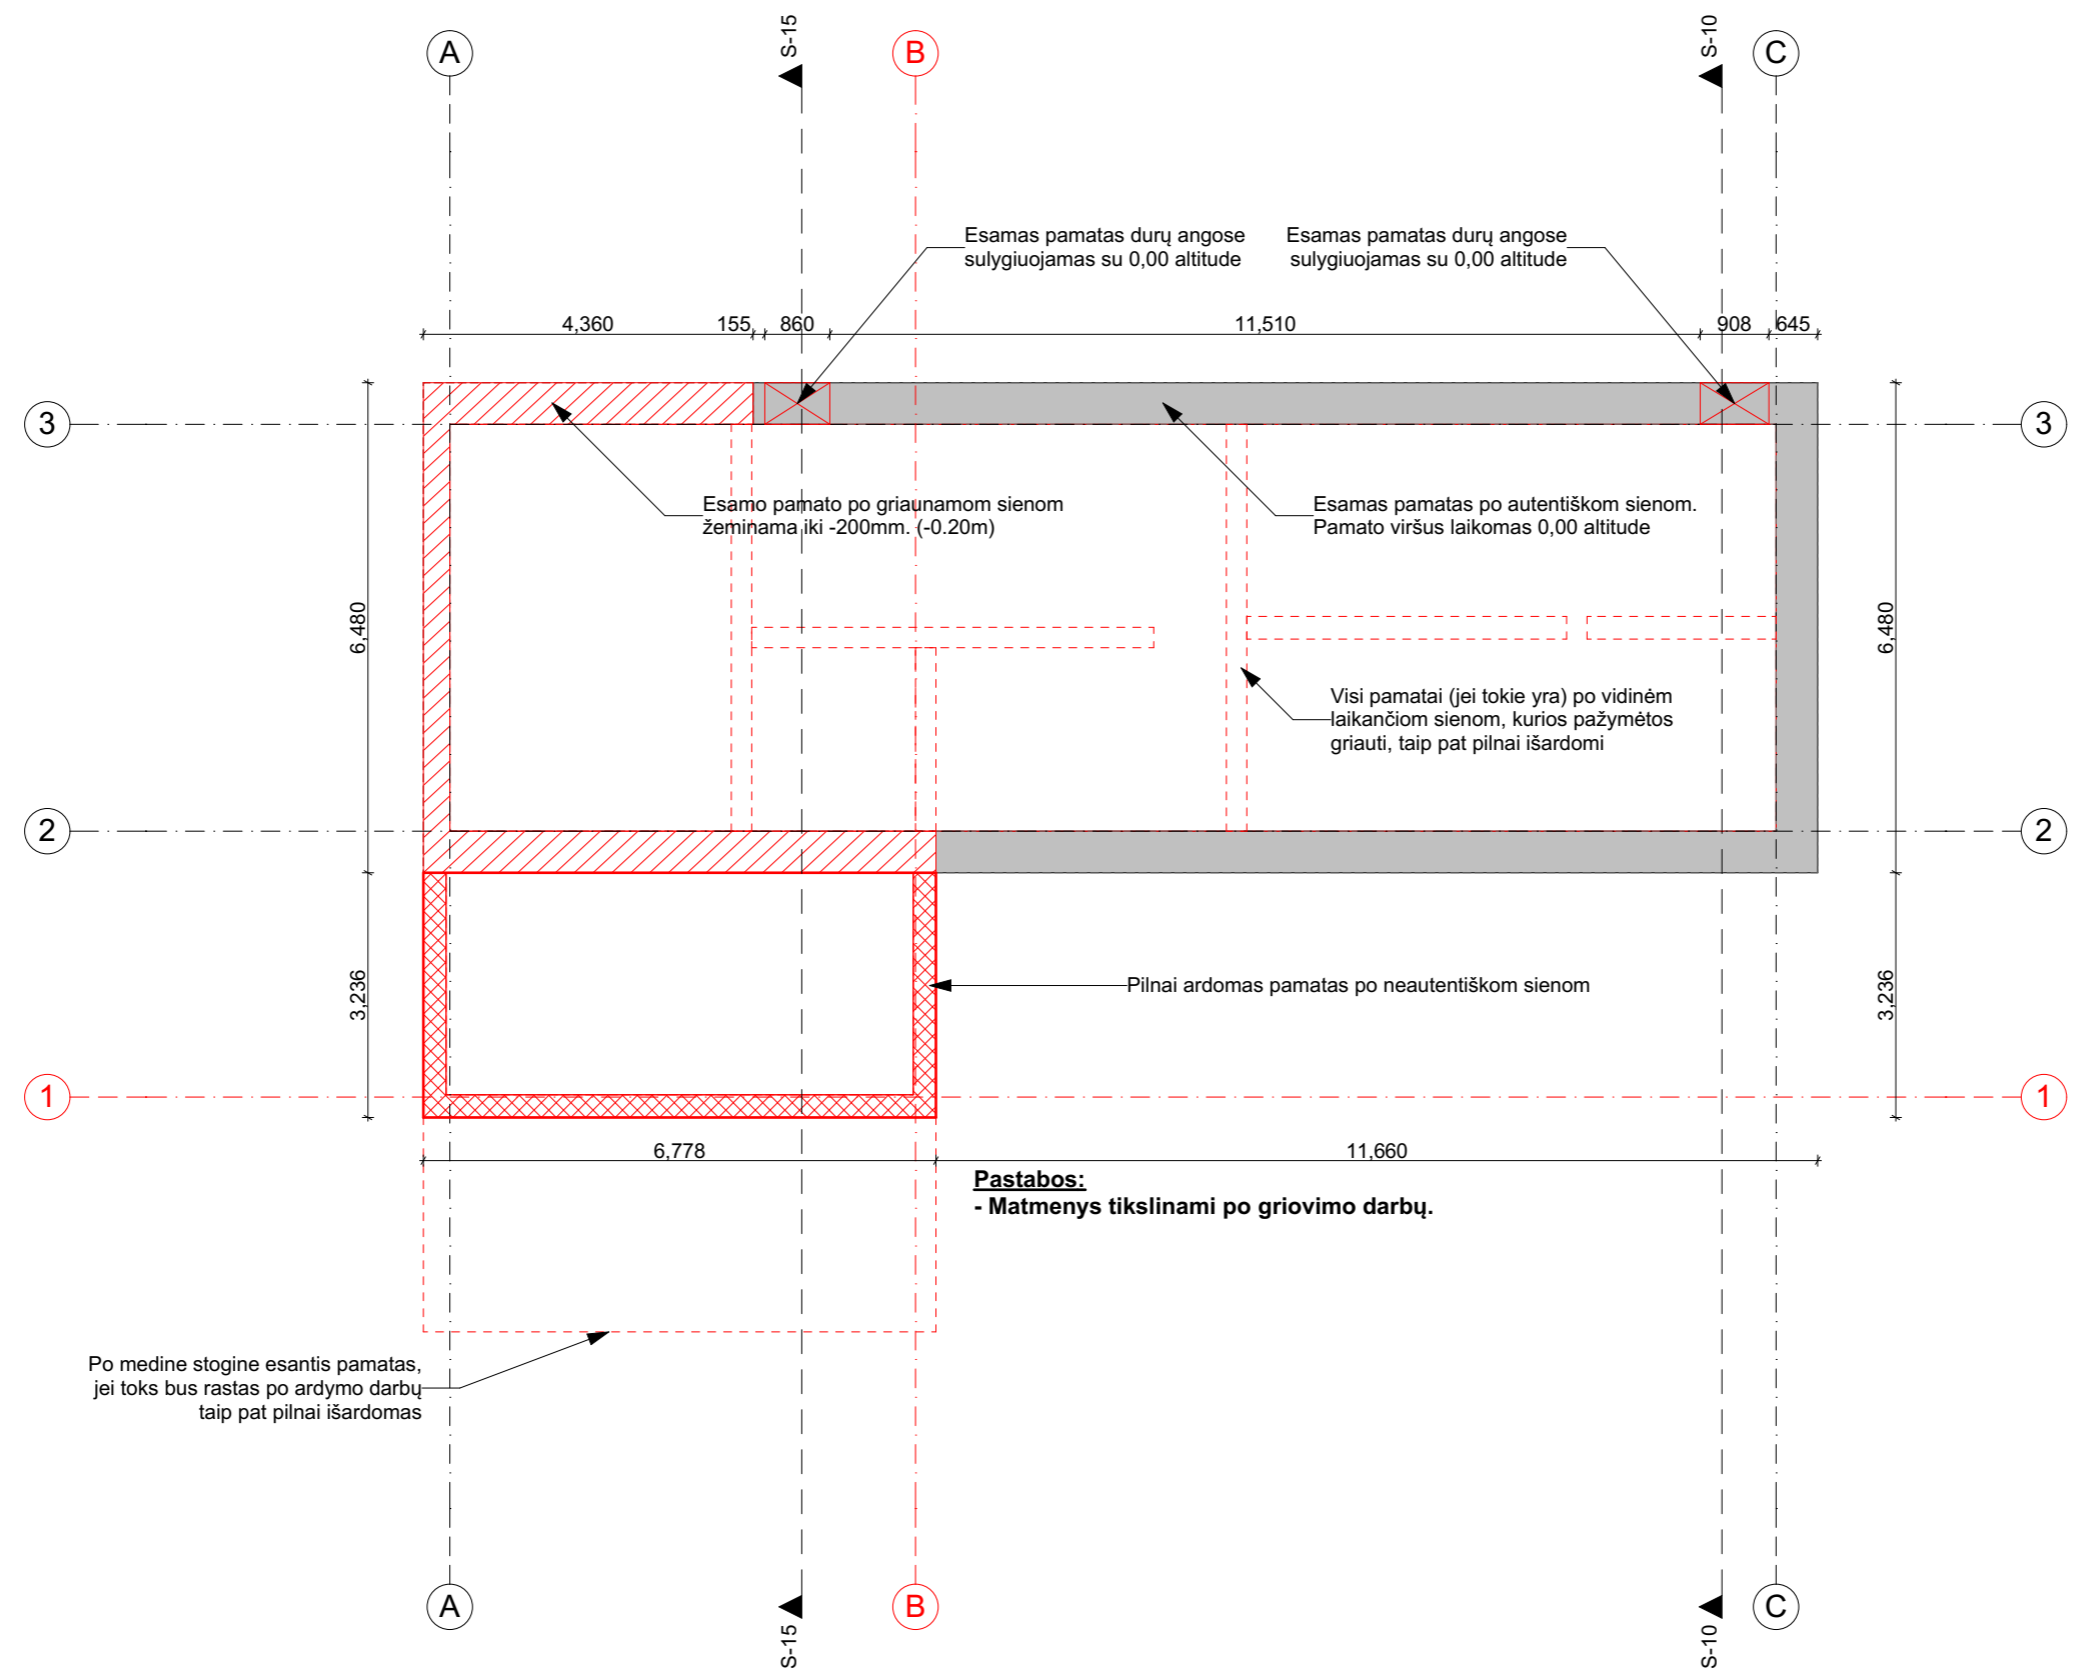 S-15
S-10
A
B
C
Esamas pamatas durų angose
sulygiuojamas su 0,00 altitude
Esamas pamatas durų angose
sulygiuojamas su 0,00 altitude
4,360
155
860
11,510
908
645
3
3
Esamo pamato po griaunamom sienom
žeminama iki -200mm. (-0.20m)
Esamas pamatas po autentiškom sienom.
Pamato viršus laikomas 0,00 altitude
6,480
6,480
Visi pamatai (jei tokie yra) po vidinėm
laikančiom sienom, kurios pažymėtos
griauti, taip pat pilnai išardomi
2
2
3,236
3,236
Pilnai ardomas pamatas po neautentiškom sienom
1
1
6,778
11,660
Pastabos:
- Matmenys tikslinami po griovimo darbų.
Po medine stogine esantis pamatas,
jei toks bus rastas po ardymo darbų
taip pat pilnai išardomas
A
B
C
S-15
S-10